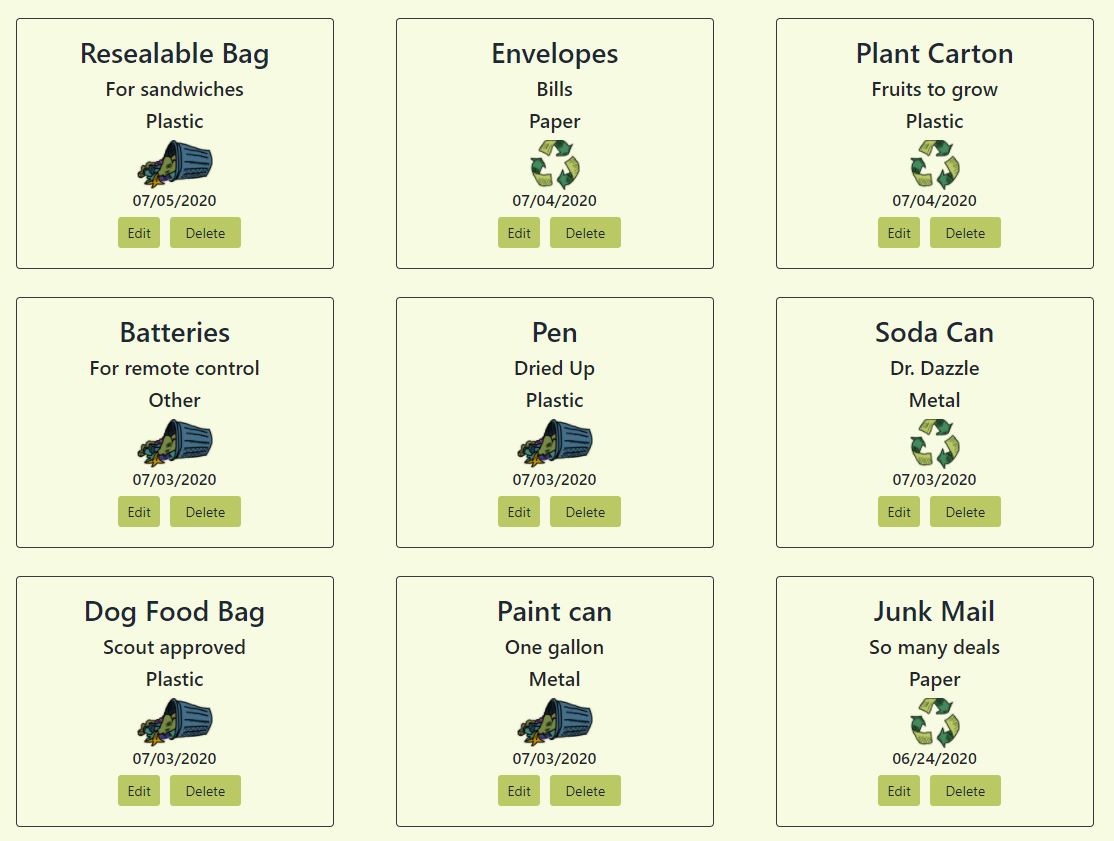 Resealable Bag
For sandwiches
Plastic
07/05/2020
Edit Delete
Envelopes
Bills
Paper
07/04/2020
Edit Delete
Plant Carton
Fruits to grow
Plastic
07/04/2020
Edit Delete
Batteries
For remote control
Other
07/03/2020
Edit Delete
Pen
Dried Up
Plastic
07/03/2020
Edit Delete
Soda Can
Dr. Dazzle
Metal
07/03/2020
Edit Delete
Dog Food Bag
Scout approved
Plastic
07/03/2020
Edit Delete
Paint can
One gallon
Metal
07/03/2020
Edit Delete
Junk Mail
So many deals
Paper
06/24/2020
Edit Delete